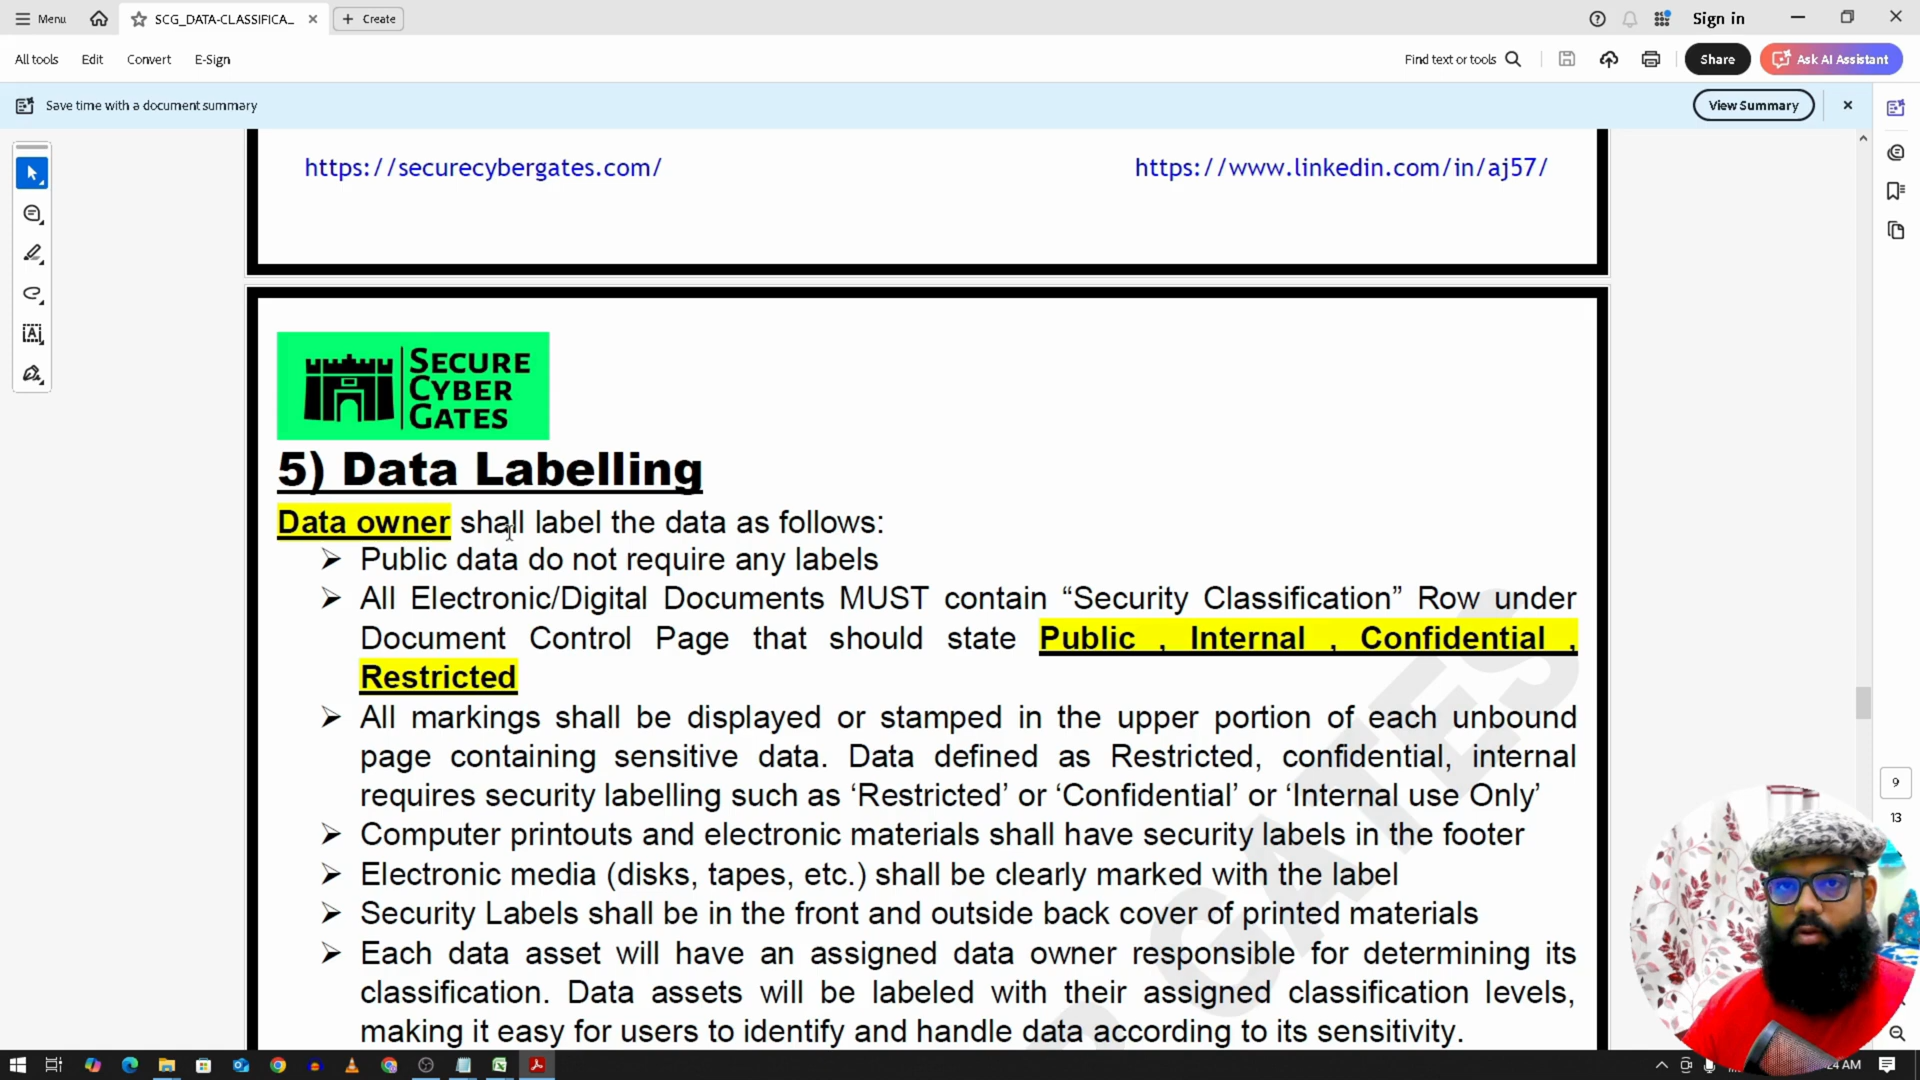 Menu
SCG_DATA-CLASSIFICA...
Create
Sign in
All tools
Edit
Convert
E-Sign
Find text or tools
Share
Ask AI Assistant
Save time with a document summary
View Summary
https://securecybergates.com/
https://www.linkedin.com/in/aj57/
SECURE
CYBER
GATES
5) Data Labelling
Data owner shall label the data as follows:
➢ Public data do not require any labels
➢ All Electronic/Digital Documents MUST contain “Security Classification” Row under
Document Control Page that should state Public , Internal , Confidential ,
Restricted
➢ All markings shall be displayed or stamped in the upper portion of each unbound
page containing sensitive data. Data defined as Restricted, confidential, internal
requires security labelling such as ‘Restricted’ or ‘Confidential’ or ‘Internal use Only’
➢ Computer printouts and electronic materials shall have security labels in the footer
➢ Electronic media (disks, tapes, etc.) shall be clearly marked with the label
➢ Security Labels shall be in the front and outside back cover of printed materials
➢ Each data asset will have an assigned data owner responsible for determining its
classification. Data assets will be labeled with their assigned classification levels,
making it easy for users to identify and handle data according to its sensitivity.
GATES
9
13
AM